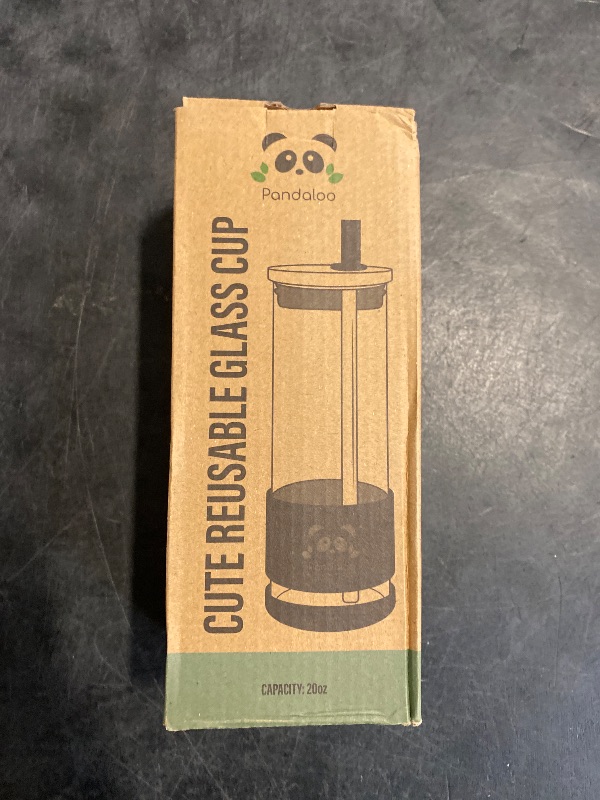 Pandaloo
CUTE REUSABLE GLASS CUP
CAPACITY: 20oz